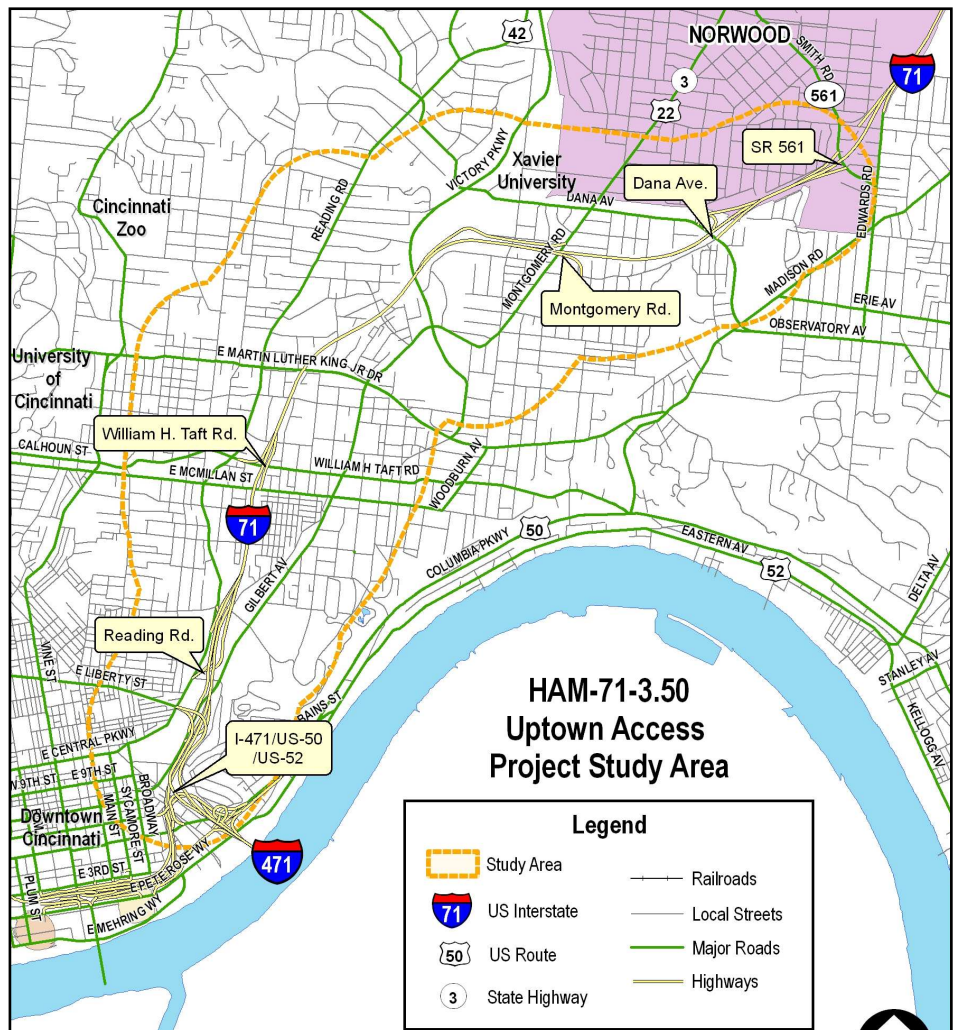 42
NORWOOD
SMITH RD
71
3
561
22
SR 561
VICTORY PKWY
Xavier
University
Dana Ave.
READING RD
DANA AV
EDWARDS RD
Cincinnati
Zoo
MONTGOMERY RD
MADISON RD
Montgomery Rd.
ERIE AV
OBSERVATORY AV
E MARTIN LUTHER KING JR DR
University
of
Cincinnati
William H. Taft Rd.
CALHOUN ST
WILLIAM H TAFT RD
E MCMILLAN ST
WOODBURN AV
71
50
COLUMBIA PKWY
EASTERN AV
52
GILBERT AV
DELTA AV
Reading Rd.
VINE ST
E LIBERTY ST
STANLEY AV
KELLOGG AV
BAINS ST
HAM-71-3.50
Uptown Access
Project Study Area
I-471/US-50
/US-52
E CENTRAL PKWY
W 9TH ST
E 9TH ST
BROADWAY
SYCAMORE ST
MAIN ST
Downtown
Cincinnati
E 3RD ST
E PETE ROSE WY
471
PLUM ST
E MEHRING WY
Legend
Study Area
71
US Interstate
50
US Route
3
State Highway
Railroads
Local Streets
Major Roads
Highways